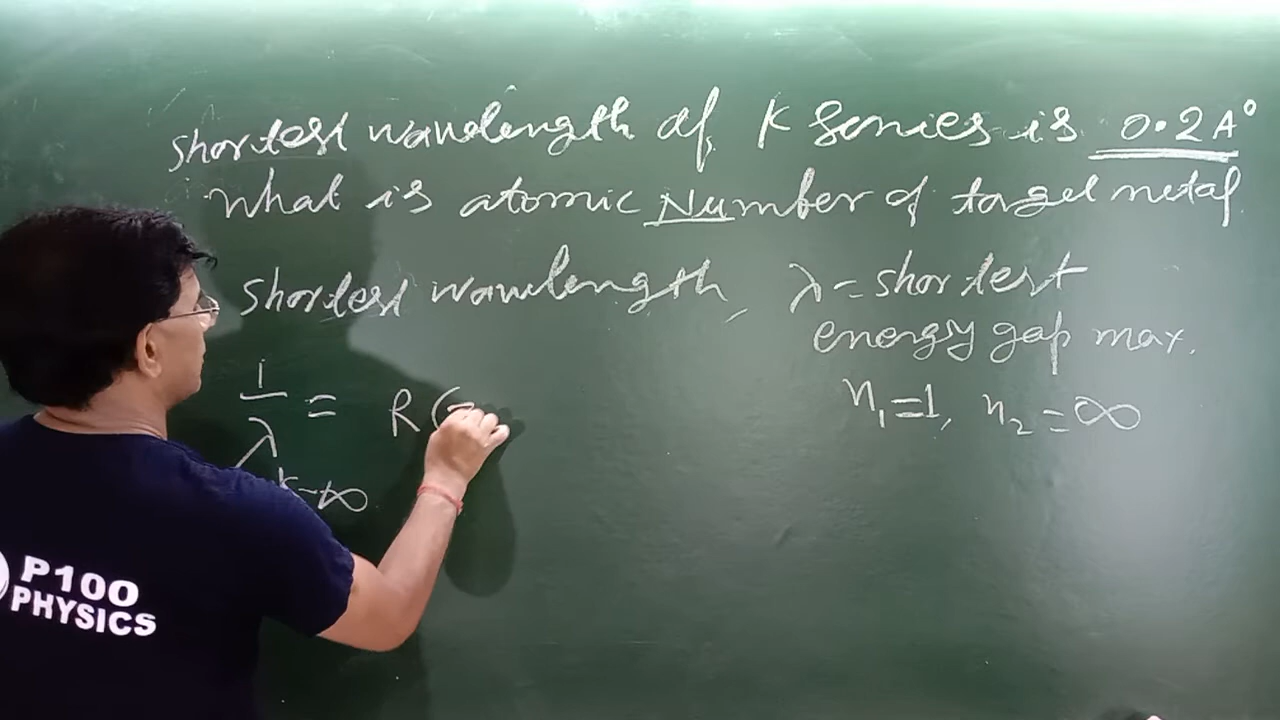 shortest wavelength of K Series is 0.2A°
What is atomic Number of target metal.
Shortest wavelength, λ = shortest
energy gap max.
1/λ = R (
n₁=1, n₂=∞
K-∞
P100
PHYSICS